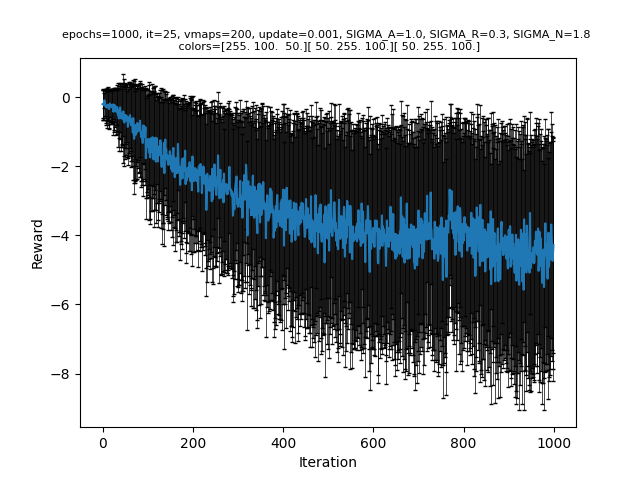 epochs=1000, it=25, vmaps=200, update=0.001, SIGMA_A=1.0, SIGMA_R=0.3, SIGMA_N=1.8
colors=[255. 100.  50.][ 50. 255. 100.][ 50. 255. 100.]
0
−2
−4
−6
−8
Reward
0 200 400 600 800 1000
Iteration